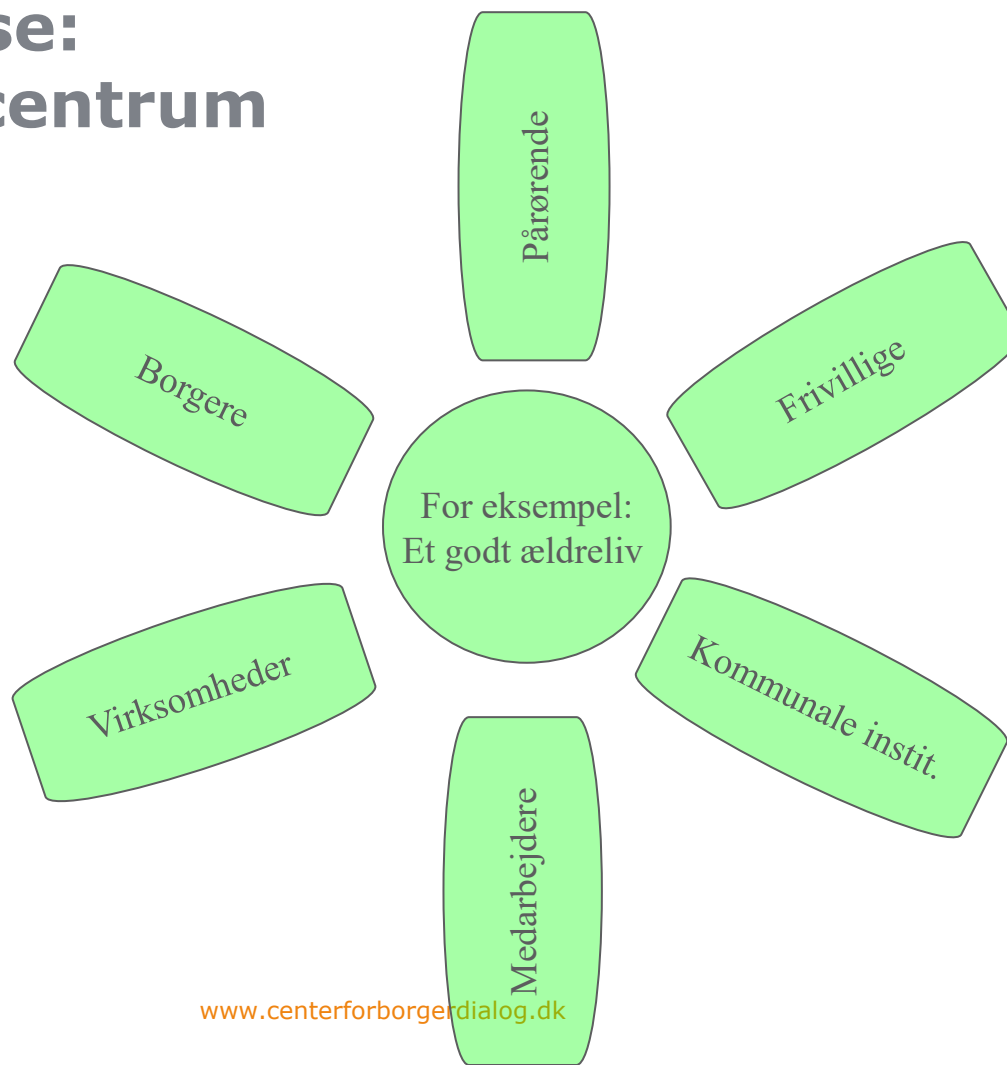 se:
centrum
Pårørende
Borgere
Frivillige
For eksempel:
Et godt ældreliv
Virksomheder
Kommunale instit.
Medarbejdere
www.centerforborgerdialog.dk